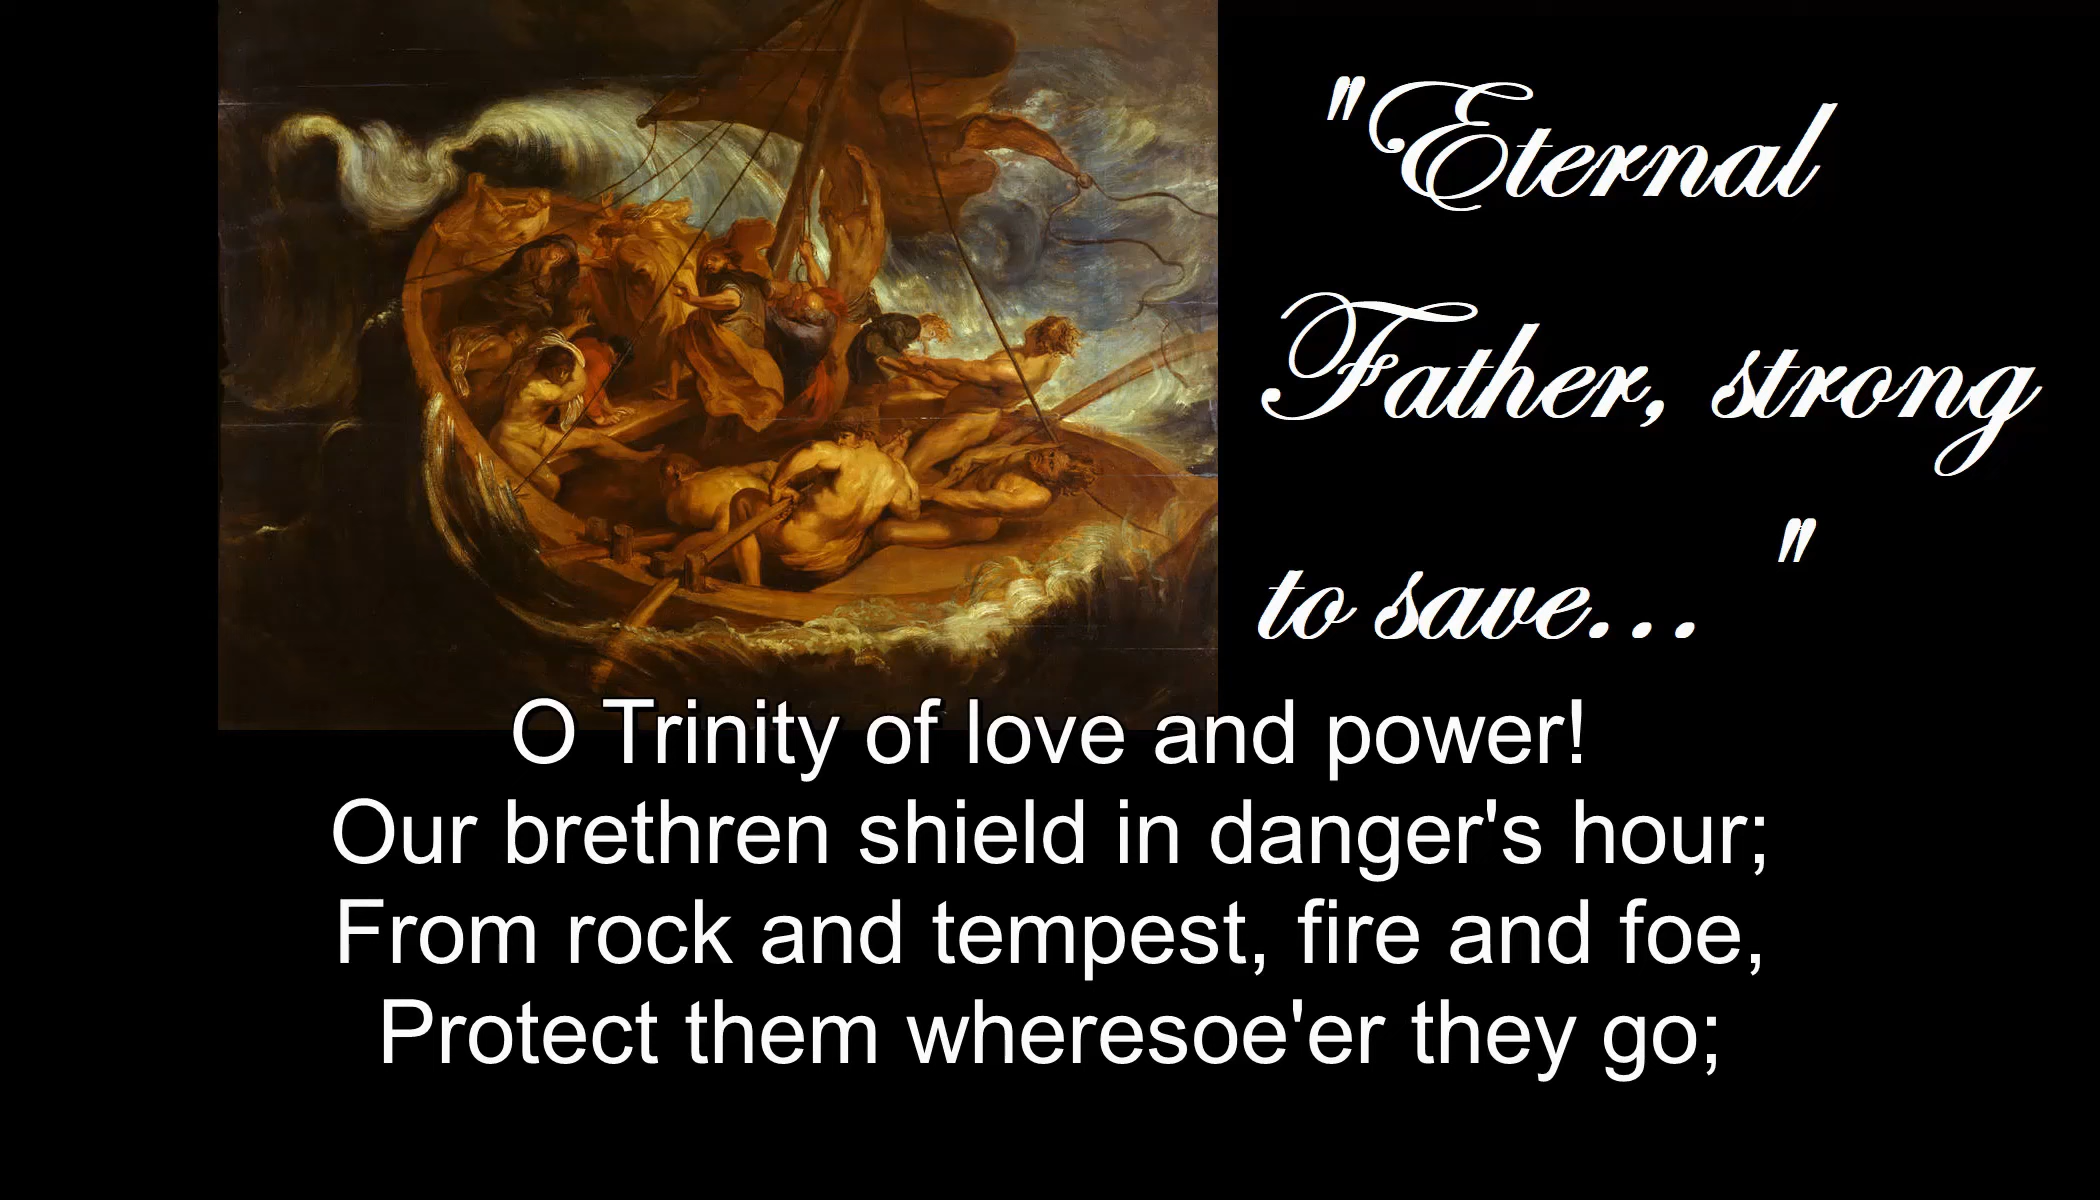 "Eternal
Father, strong
to save... "
O Trinity of love and power!
Our brethren shield in danger's hour;
From rock and tempest, fire and foe,
Protect them wheresoe'er they go;